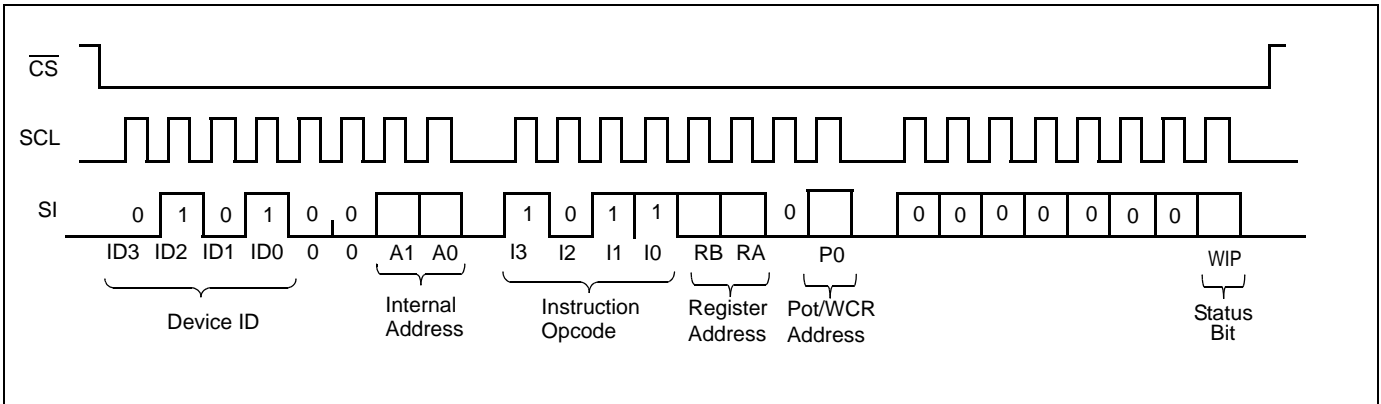 CS
SCL
SI
0 1 0 1 0 0 1 0 1 1 0 0 0 0 0 0 0 0
ID3 ID2 ID1 ID0 0 0 A1 A0 I3 I2 I1 I0 RB RA P0 WIP
Device ID
Internal
Address
Instruction
Opcode
Register
Address
Pot/WCR
Address
Status
Bit